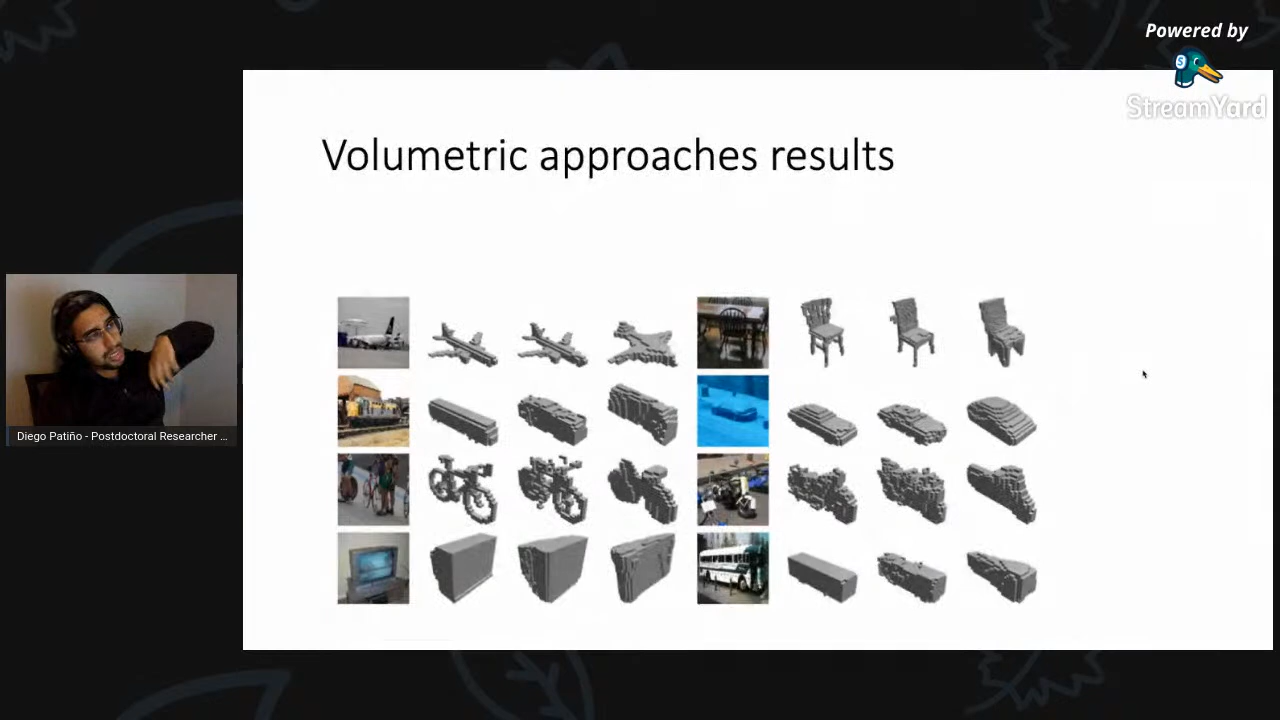 Powered by
StreamYard
Volumetric approaches results
Diego Patiño - Postdoctoral Researcher ...